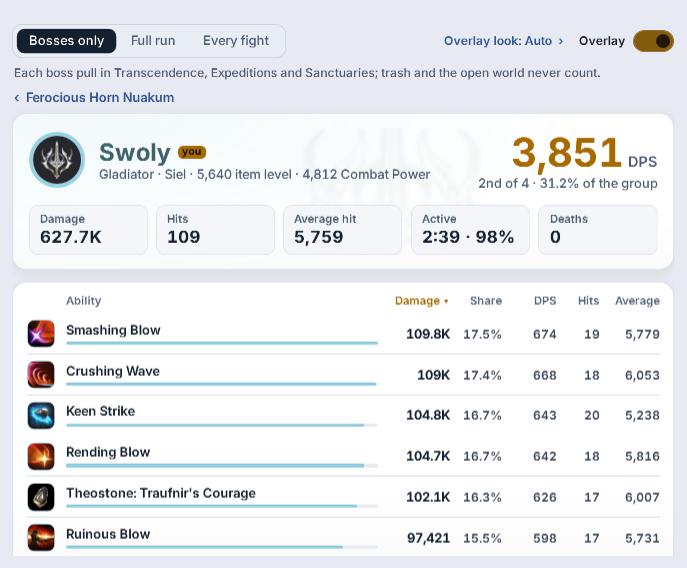 Bosses only Full run Every fight Overlay look: Auto › Overlay
Each boss pull in Transcendence, Expeditions and Sanctuaries; trash and the open world never count.
‹ Ferocious Horn Nuakum
Swoly you
Gladiator · Siel · 5,640 item level · 4,812 Combat Power
3,851 DPS
2nd of 4 · 31.2% of the group
Damage
627.7K
Hits
109
Average hit
5,759
Active
2:39 · 98%
Deaths
0
Ability Damage ▾ Share DPS Hits Average
Smashing Blow 109.8K 17.5% 674 19 5,779
Crushing Wave 109K 17.4% 668 18 6,053
Keen Strike 104.8K 16.7% 643 20 5,238
Rending Blow 104.7K 16.7% 642 18 5,816
Theostone: Traufnir's Courage 102.1K 16.3% 626 17 6,007
Ruinous Blow 97,421 15.5% 598 17 5,731